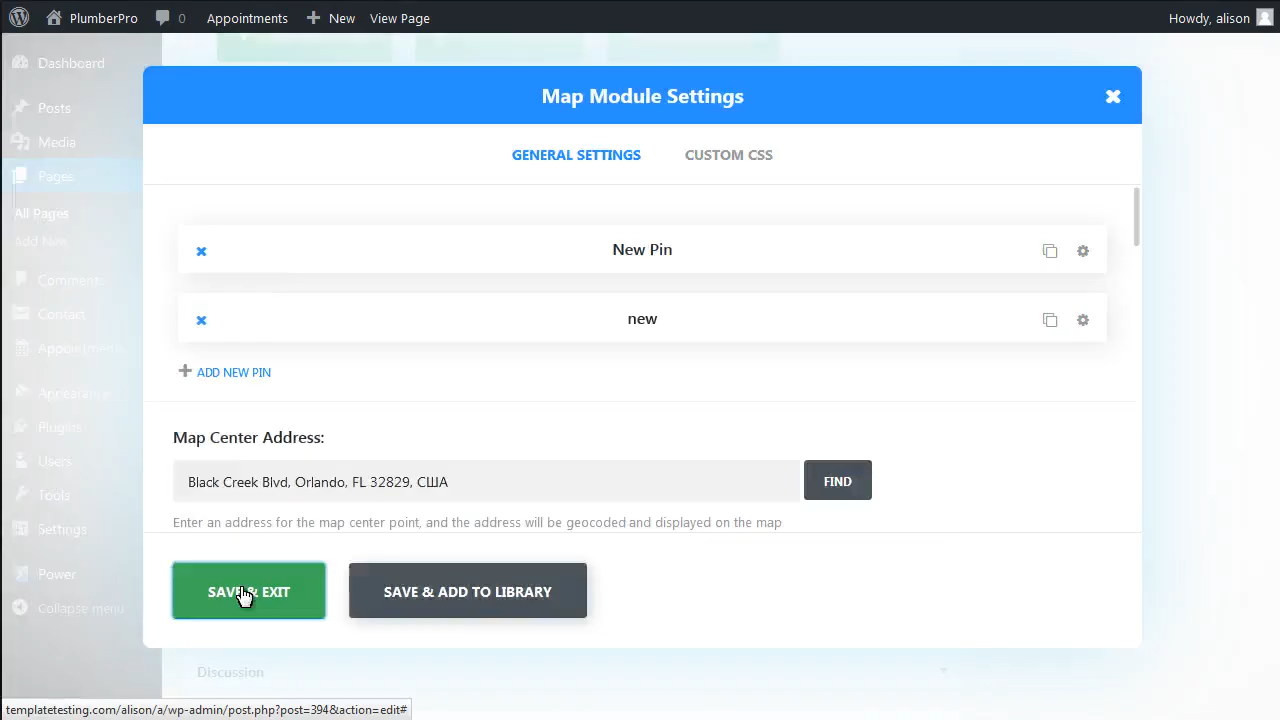 PlumberPro 0 Appointments New View Page Howdy, alison
Dashboard
Posts
Media
Pages
All Pages
Add New
Comments
Contact
Appointments
Appearance
Plugins
Users
Tools
Settings
Power
Collapse menu
Map Module Settings
GENERAL SETTINGS CUSTOM CSS
New Pin
new
ADD NEW PIN
Map Center Address:
Black Creek Blvd, Orlando, FL 32829, США
FIND
Enter an address for the map center point, and the address will be geocoded and displayed on the map
SAVE & EXIT SAVE & ADD TO LIBRARY
Discussion
templatetesting.com/alison/a/wp-admin/post.php?post=394&action=edit#